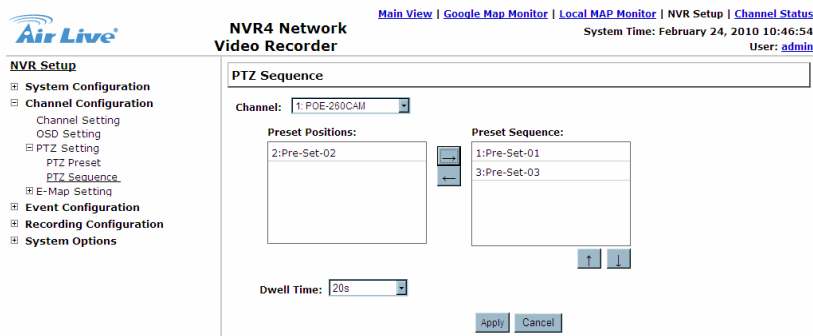 Main View | Google Map Monitor | Local MAP Monitor | NVR Setup | Channel Status
Air Live
NVR4 Network
Video Recorder
System Time: February 24, 2010 10:46:54
User: admin
NVR Setup
System Configuration
Channel Configuration
Channel Setting
OSD Setting
PTZ Setting
PTZ Preset
PTZ Sequence
E-Map Setting
Event Configuration
Recording Configuration
System Options
PTZ Sequence
Channel: 1: POE-260CAM
Preset Positions:
2:Pre-Set-02
→
←
Preset Sequence:
1:Pre-Set-01
3:Pre-Set-03
↑ ↓
Dwell Time: 20s
Apply Cancel